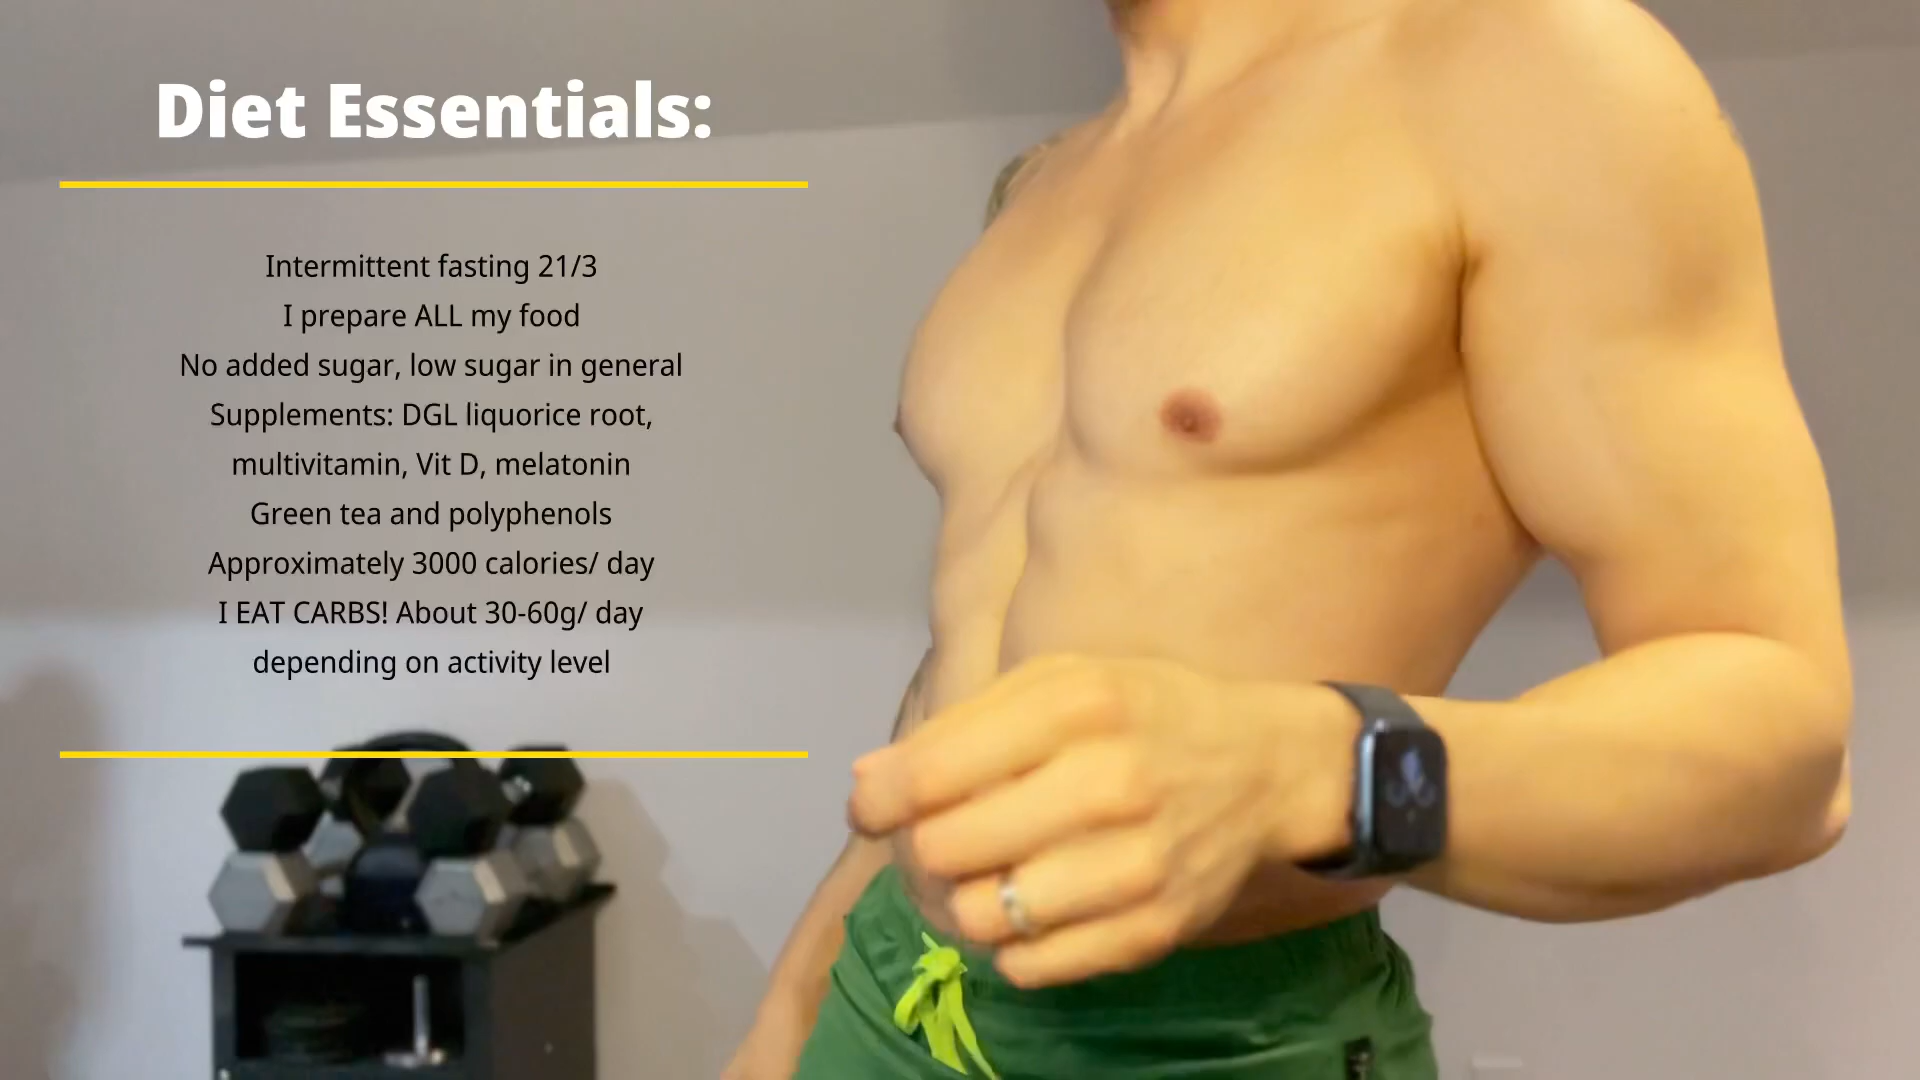 Diet Essentials:
Intermittent fasting 21/3
I prepare ALL my food
No added sugar, low sugar in general
Supplements: DGL liquorice root,
multivitamin, Vit D, melatonin
Green tea and polyphenols
Approximately 3000 calories/ day
I EAT CARBS! About 30-60g/ day
depending on activity level